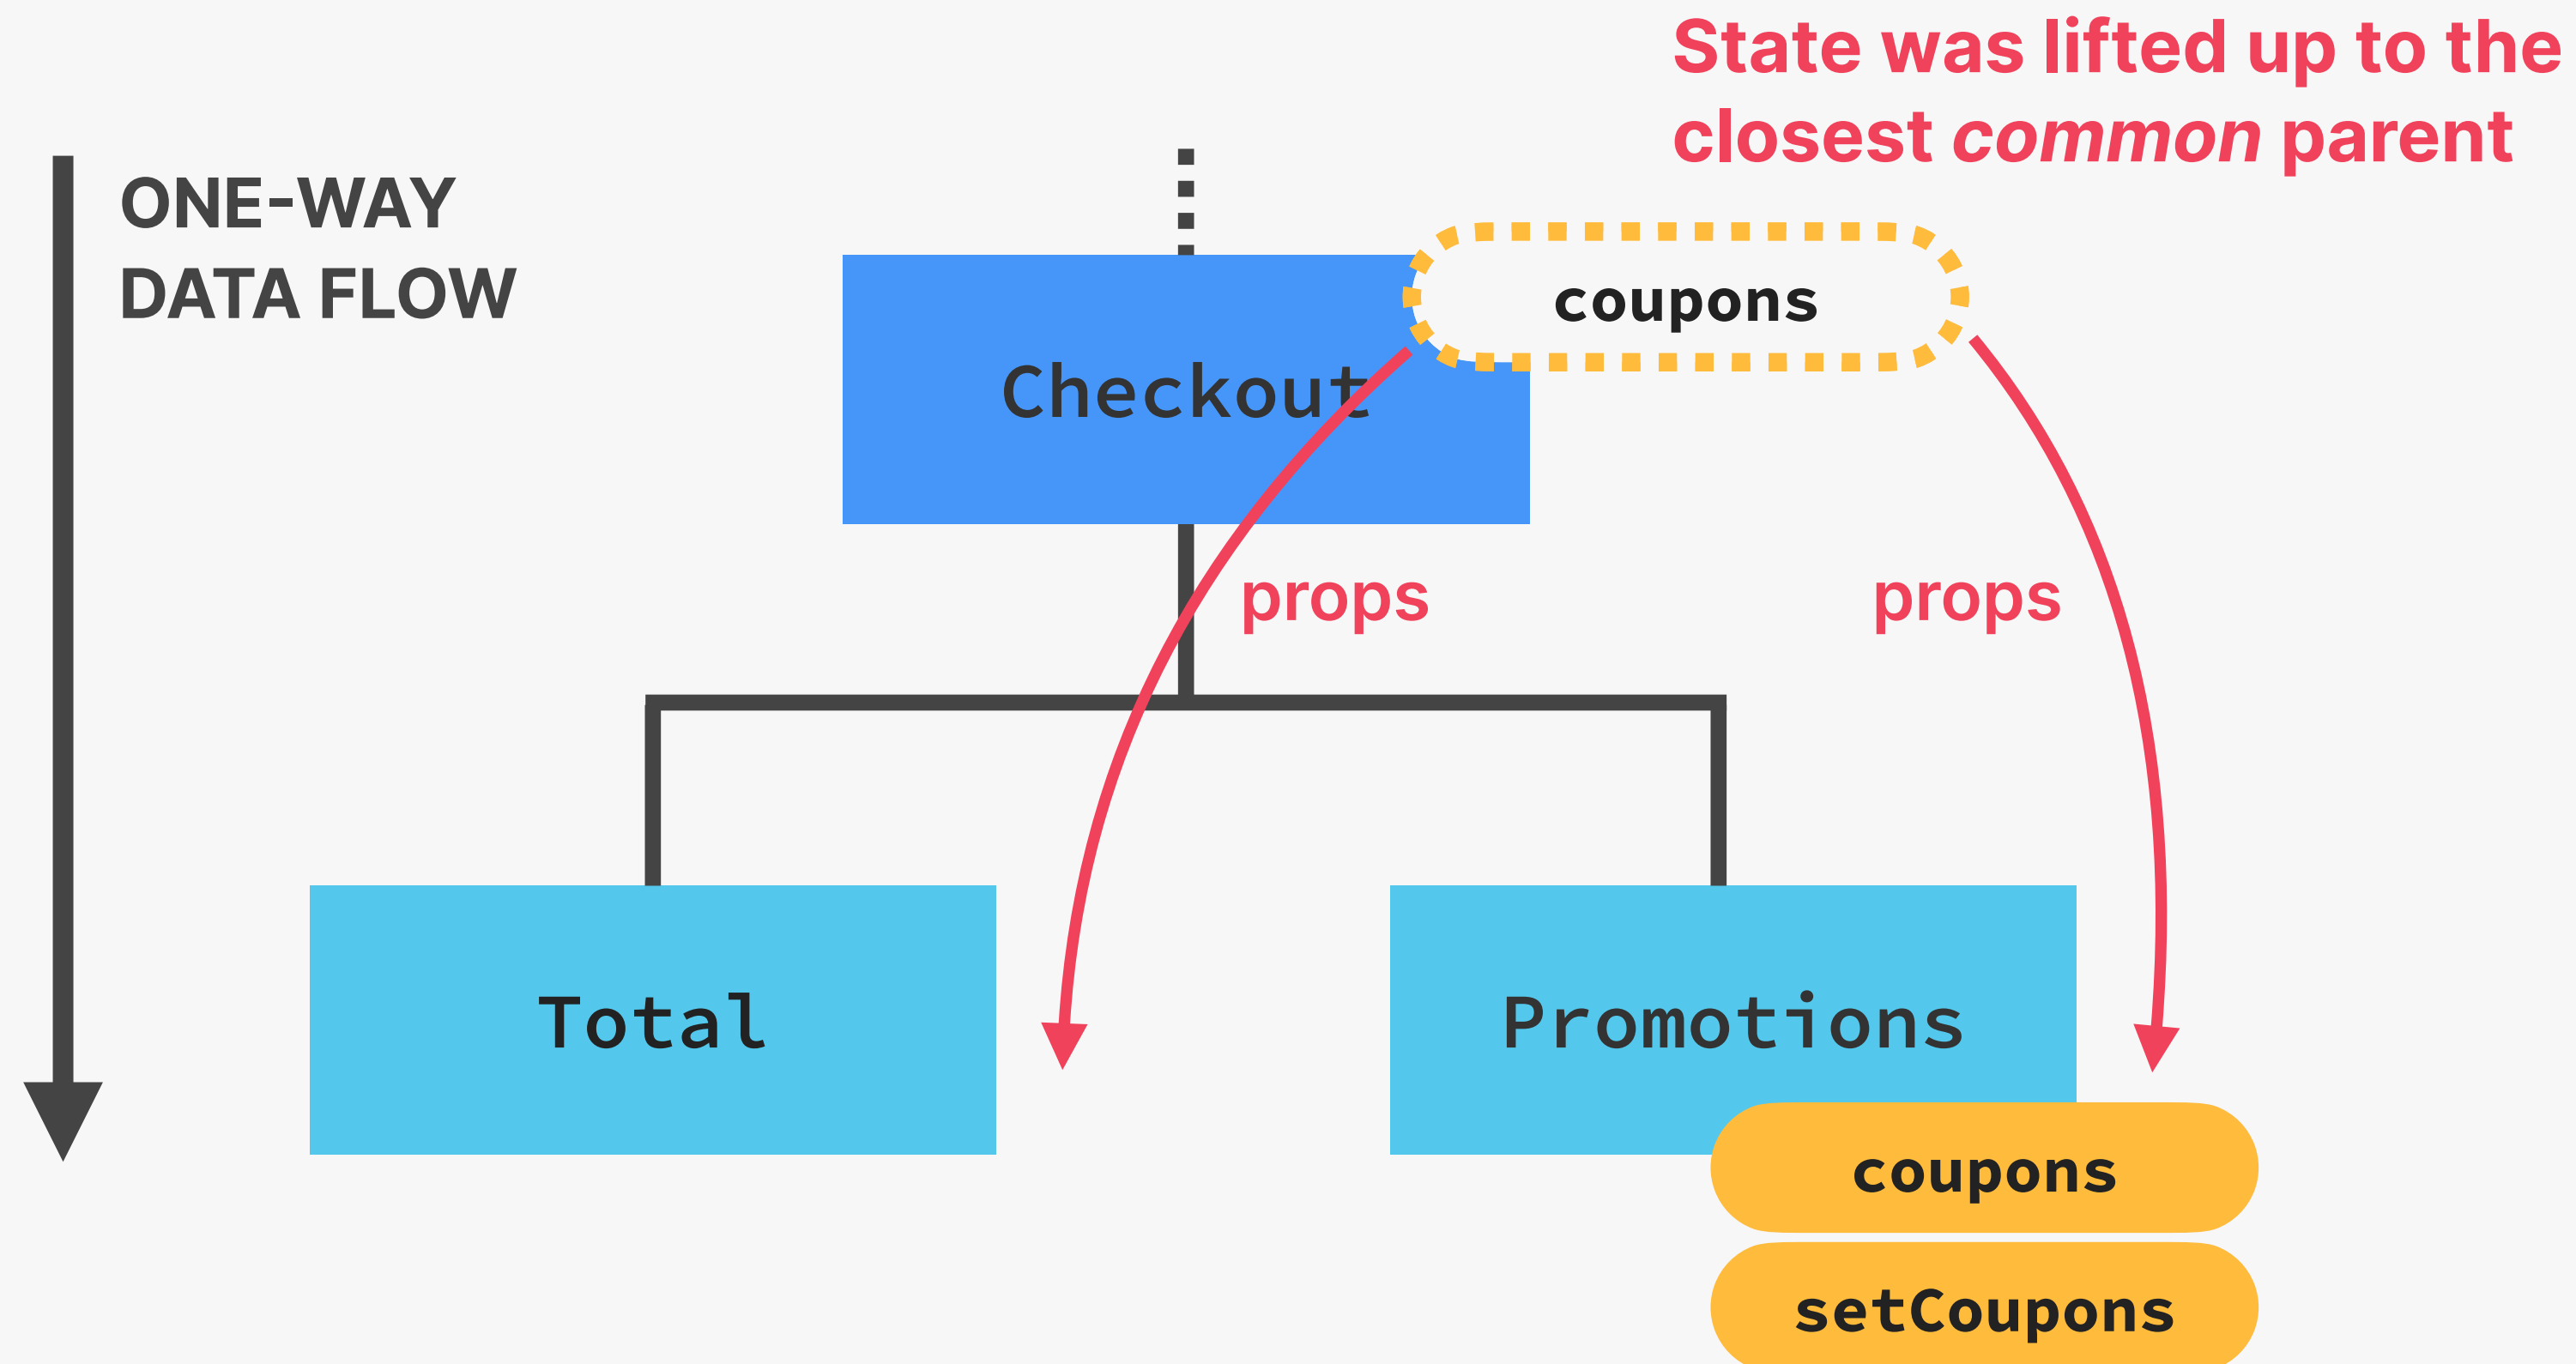 State was lifted up to the
closest common parent
ONE-WAY
DATA FLOW
coupons
Checkout
props
props
Total
Promotions
coupons
setCoupons